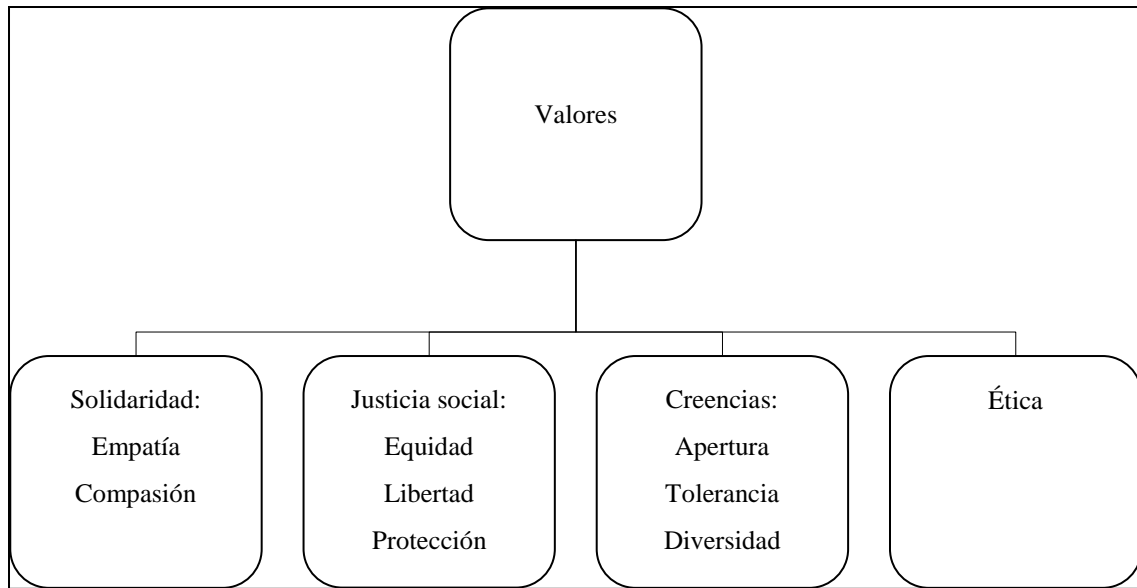 Valores
Solidaridad:
Empatía
Compasión
Justicia social:
Equidad
Libertad
Protección
Creencias:
Apertura
Tolerancia
Diversidad
Ética